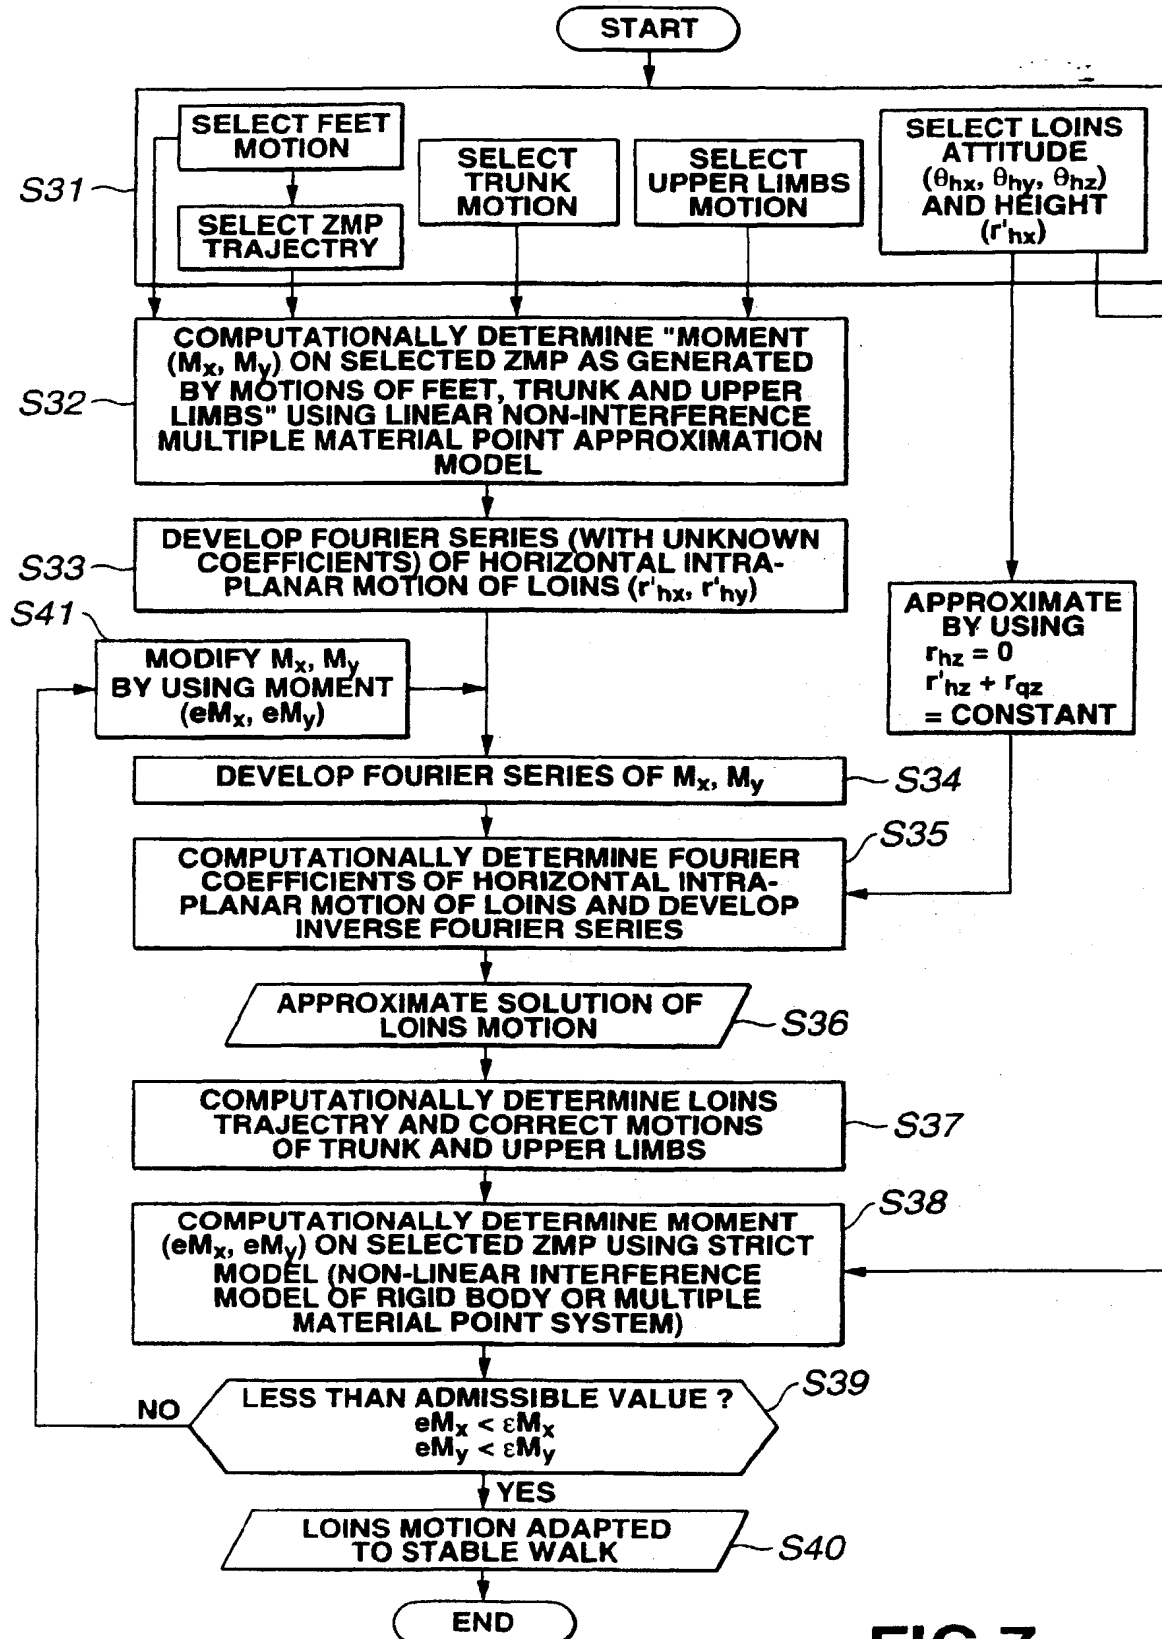 START
SELECT FEET
MOTION
SELECT ZMP
TRAJECTRY
SELECT
TRUNK
MOTION
SELECT
UPPER LIMBS
MOTION
SELECT LOINS
ATTITUDE
(θhx, θhy, θhz)
AND HEIGHT
(r'hx)
S31
COMPUTATIONALLY DETERMINE "MOMENT
(Mx, My) ON SELECTED ZMP AS GENERATED
BY MOTIONS OF FEET, TRUNK AND UPPER
LIMBS" USING LINEAR NON-INTERFERENCE
MULTIPLE MATERIAL POINT APPROXIMATION
MODEL
S32
DEVELOP FOURIER SERIES (WITH UNKNOWN
COEFFICIENTS) OF HORIZONTAL INTRA-
PLANAR MOTION OF LOINS (r'hx, r'hy)
S33
S41
MODIFY Mx, My
BY USING MOMENT
(eMx, eMy)
APPROXIMATE
BY USING
rhz = 0
r'hz + rqz
= CONSTANT
DEVELOP FOURIER SERIES OF Mx, My
S34
COMPUTATIONALLY DETERMINE FOURIER
COEFFICIENTS OF HORIZONTAL INTRA-
PLANAR MOTION OF LOINS AND DEVELOP
INVERSE FOURIER SERIES
S35
APPROXIMATE SOLUTION OF
LOINS MOTION
S36
COMPUTATIONALLY DETERMINE LOINS
TRAJECTRY AND CORRECT MOTIONS
OF TRUNK AND UPPER LIMBS
S37
COMPUTATIONALLY DETERMINE MOMENT
(eMx, eMy) ON SELECTED ZMP USING STRICT
MODEL (NON-LINEAR INTERFERENCE
MODEL OF RIGID BODY OR MULTIPLE
MATERIAL POINT SYSTEM)
S38
LESS THAN ADMISSIBLE VALUE ?
eMx < εMx
eMy < εMy
S39
NO
YES
LOINS MOTION ADAPTED
TO STABLE WALK
S40
END
FIG.7